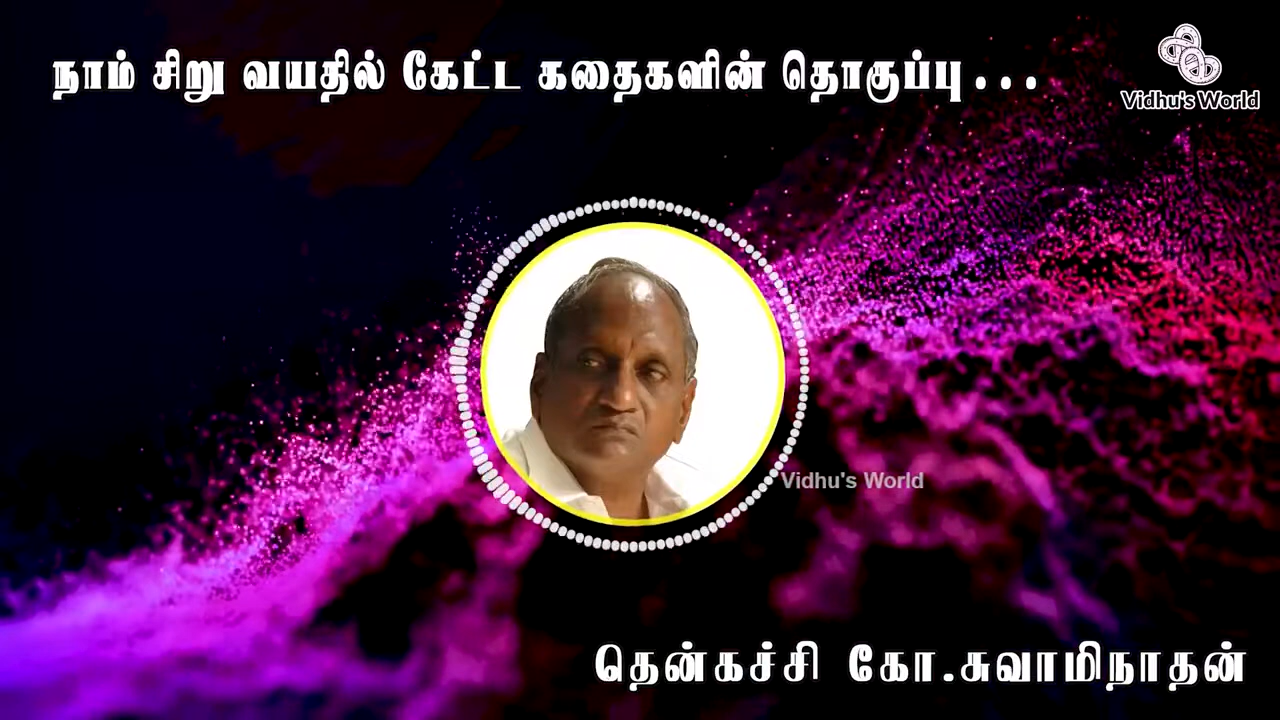 நாம் சிறு வயதில் கேட்ட கதைகளின் தொகுப்பு . . .
Vidhu's World
Vidhu's World
தென்கச்சி கோ.சுவாமிநாதன்